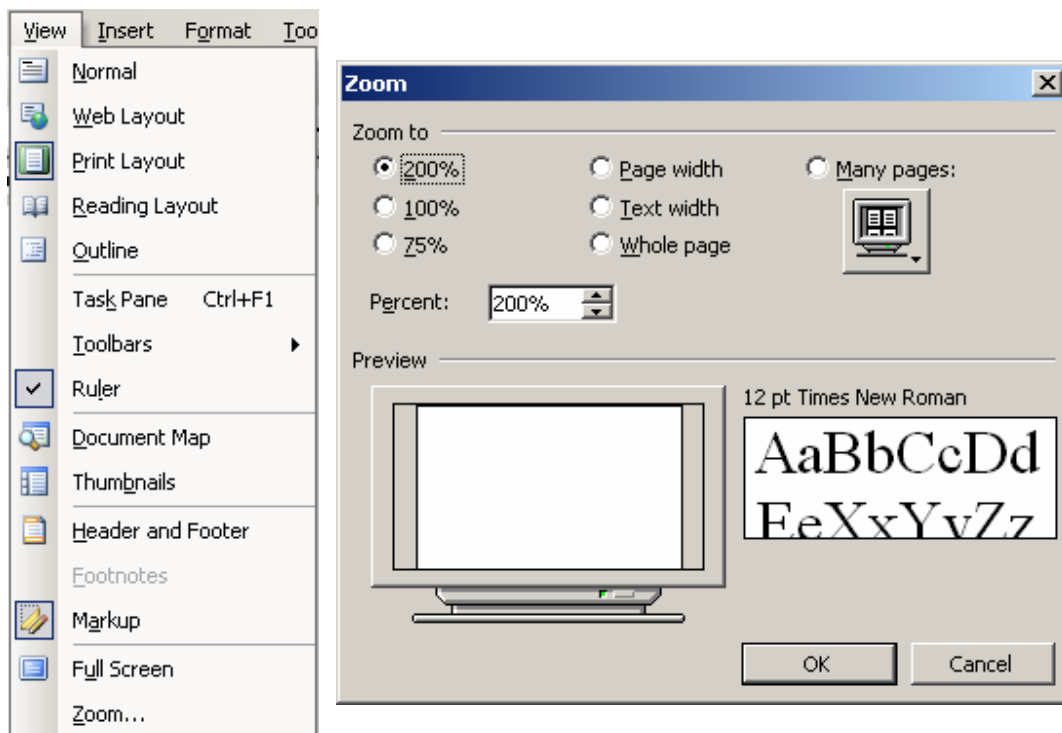 View Insert Format Too
Normal
Web Layout
Print Layout
Reading Layout
Outline
Task Pane Ctrl+F1
Toolbars
Ruler
Document Map
Thumbnails
Header and Footer
Footnotes
Markup
Full Screen
Zoom...
Zoom
Zoom to
200% Page width Many pages:
100% Text width
75% Whole page
Percent: 200%
Preview
12 pt Times New Roman
AaBbCcDd
EeXxYyZz
OK Cancel